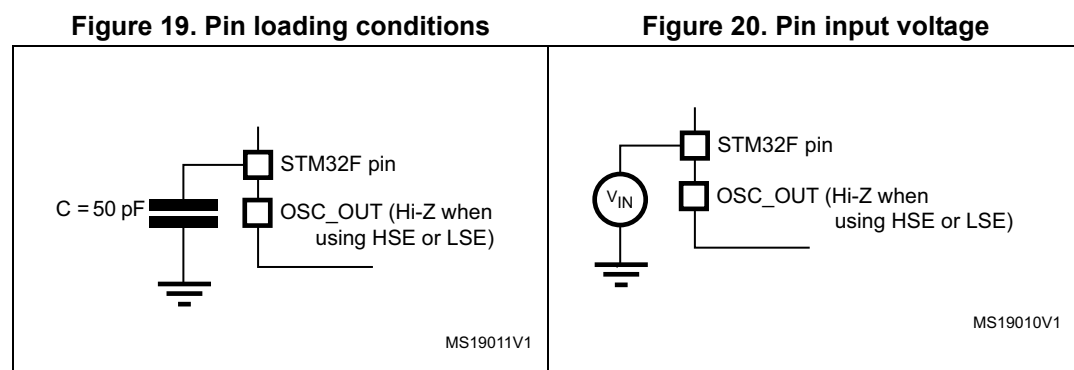 Figure 19. Pin loading conditions
Figure 20. Pin input voltage
STM32F pin
C = 50 pF
OSC_OUT (Hi-Z when
using HSE or LSE)
MS19011V1
STM32F pin
VIN
OSC_OUT (Hi-Z when
using HSE or LSE)
MS19010V1